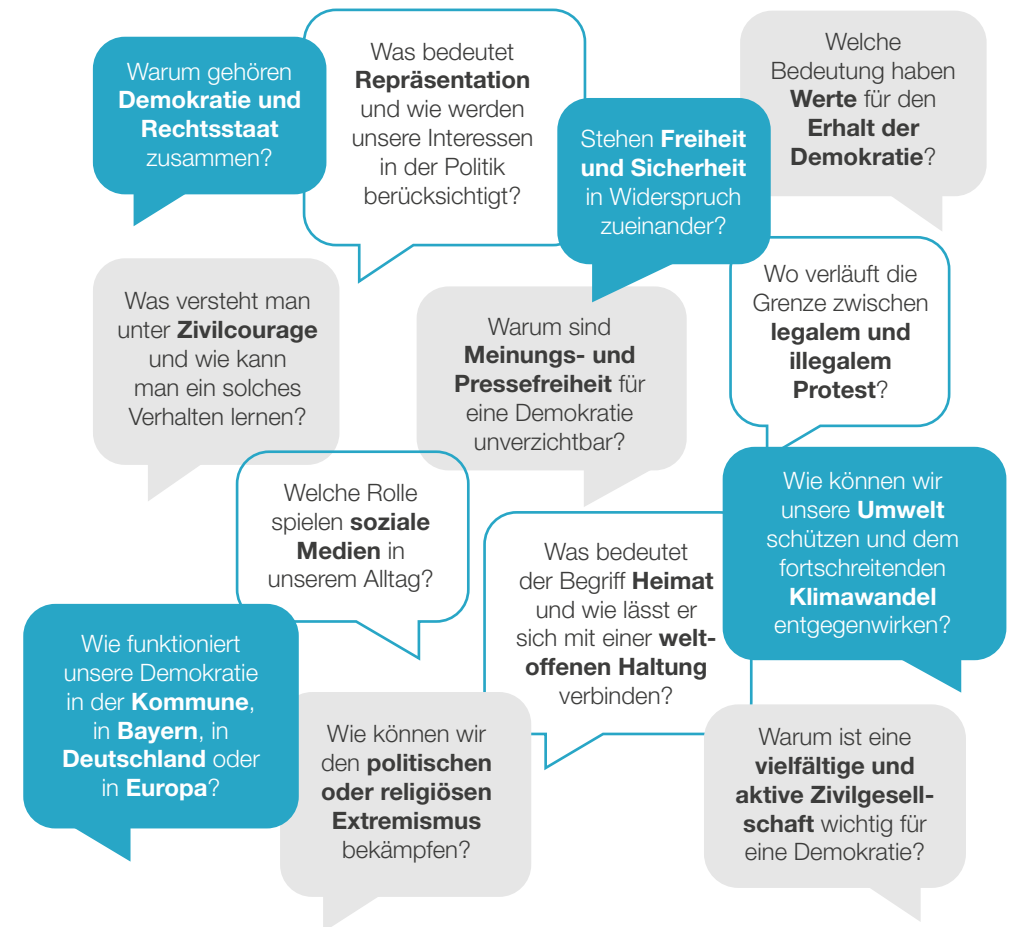 Warum gehören
Demokratie und
Rechtsstaat
zusammen?
Was bedeutet
Repräsentation
und wie werden
unsere Interessen
in der Politik
berücksichtigt?
Stehen Freiheit
und Sicherheit
in Widerspruch
zueinander?
Welche
Bedeutung haben
Werte für den
Erhalt der
Demokratie?
Was versteht man
unter Zivilcourage
und wie kann
man ein solches
Verhalten lernen?
Warum sind
Meinungs- und
Pressefreiheit für
eine Demokratie
unverzichtbar?
Wo verläuft die
Grenze zwischen
legalem und
illegalem
Protest?
Welche Rolle
spielen soziale
Medien in
unserem Alltag?
Was bedeutet
der Begriff Heimat
und wie lässt er
sich mit einer welt-
offenen Haltung
verbinden?
Wie können wir
unsere Umwelt
schützen und dem
fortschreitenden
Klimawandel
entgegenwirken?
Wie funktioniert
unsere Demokratie
in der Kommune,
in Bayern, in
Deutschland oder
in Europa?
Wie können wir
den politischen
oder religiösen
Extremismus
bekämpfen?
Warum ist eine
vielfältige und
aktive Zivilgesell-
schaft wichtig für
eine Demokratie?